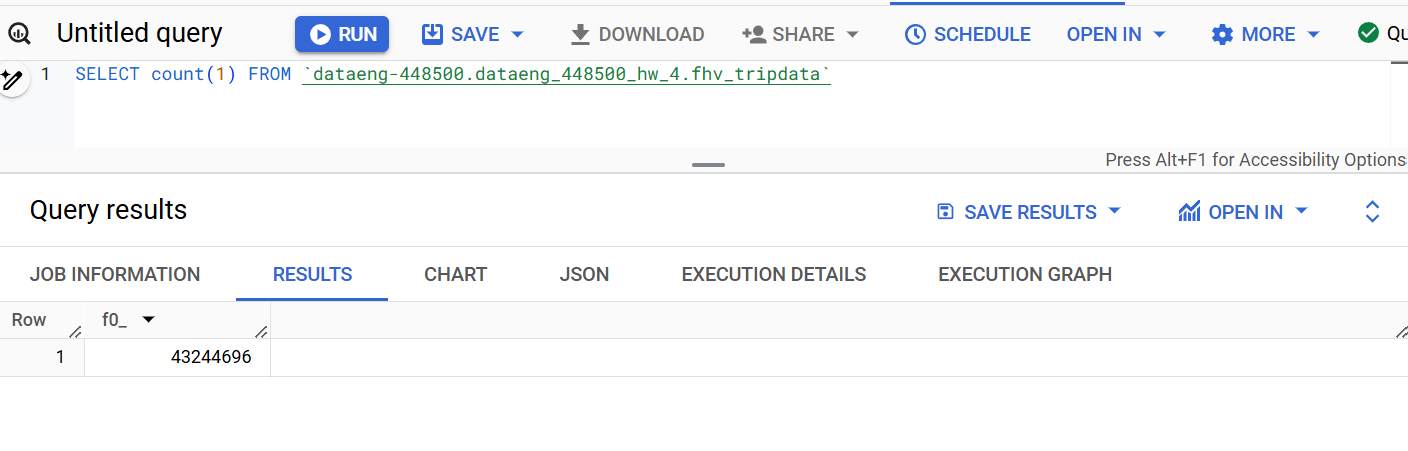 Untitled query RUN SAVE DOWNLOAD SHARE SCHEDULE OPEN IN MORE Qu
1 SELECT count(1) FROM `dataeng-448500.dataeng_448500_hw_4.fhv_tripdata`
Press Alt+F1 for Accessibility Options
Query results SAVE RESULTS OPEN IN
JOB INFORMATION RESULTS CHART JSON EXECUTION DETAILS EXECUTION GRAPH
Row f0_
1 43244696